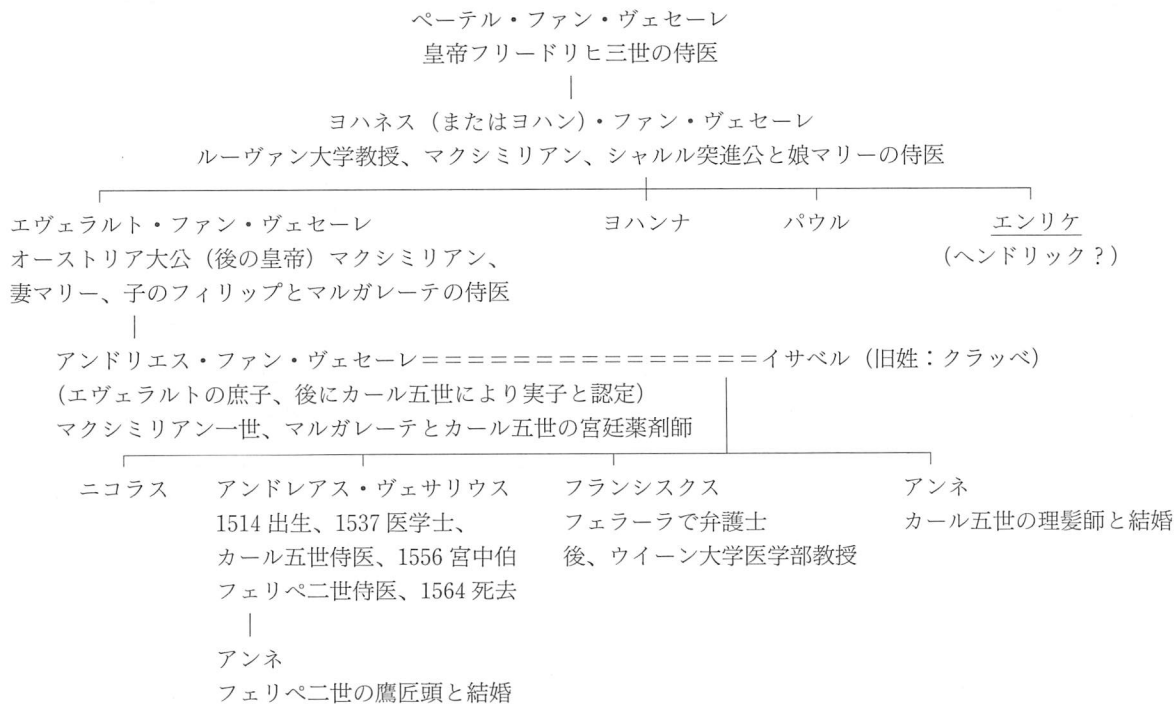 ペーテル・ファン・ヴェセーレ
皇帝フリードリヒ三世の侍医
ヨハネス（またはヨハン）・ファン・ヴェセーレ
ルーヴァン大学教授、マクシミリアン、シャルル突進公と娘マリーの侍医
エヴェラルト・ファン・ヴェセーレ
オーストリア大公（後の皇帝）マクシミリアン、
妻マリー、子のフィリップとマルガレーテの侍医
ヨハンナ
パウル
エンリケ
（ヘンドリック？）
アンドリエス・ファン・ヴェセーレ＝＝＝＝＝＝＝＝＝＝＝＝＝＝＝イサベル（旧姓：クラッベ）
（エヴェラルトの庶子、後にカール五世により実子と認定）
マクシミリアン一世、マルガレーテとカール五世の宮廷薬剤師
ニコラス
アンドレアス・ヴェサリウス
1514 出生、1537 医学士、
カール五世侍医、1556 宮中伯
フェリペ二世侍医、1564 死去
フランシスクス
フェラーラで弁護士
後、ウイーン大学医学部教授
アンネ
カール五世の理髪師と結婚
アンネ
フェリペ二世の鷹匠頭と結婚